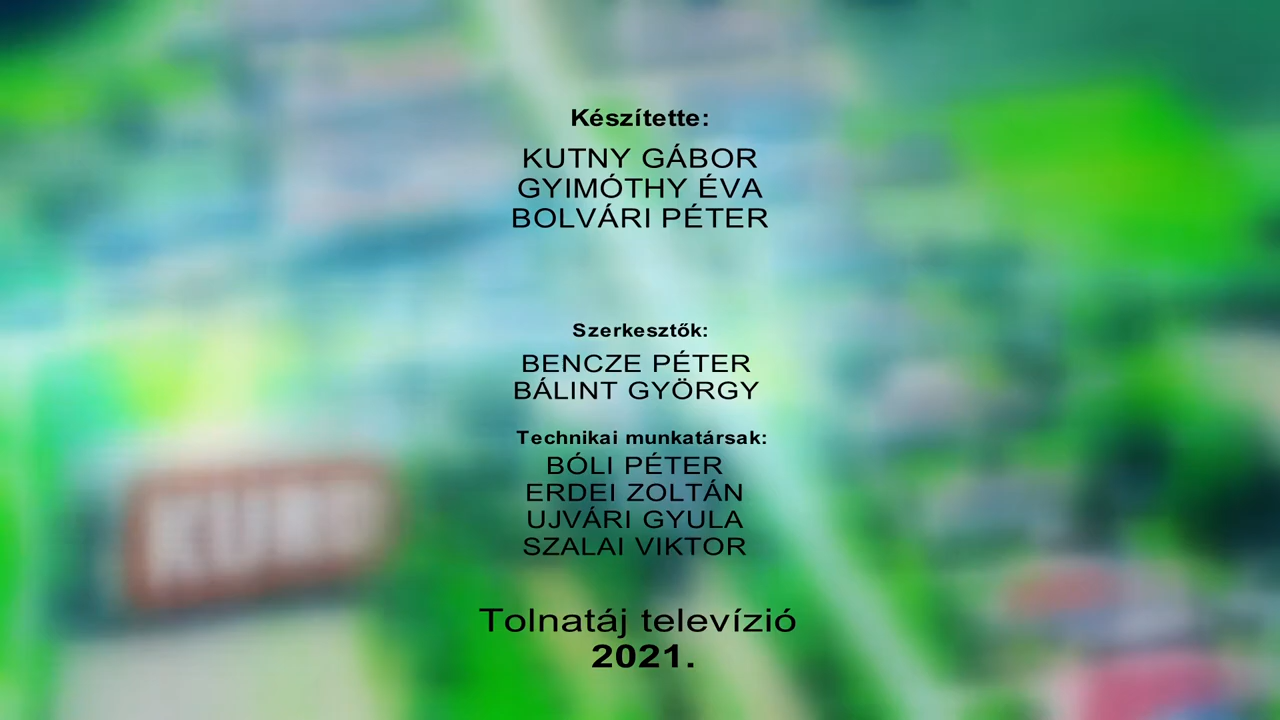 Készítette:
KUTNY GÁBOR
GYIMÓTHY ÉVA
BOLVÁRI PÉTER
Szerkesztők:
BENCZE PÉTER
BÁLINT GYÖRGY
Technikai munkatársak:
BÓLI PÉTER
ERDEI ZOLTÁN
UJVÁRI GYULA
SZALAI VIKTOR
Tolnatáj televízió
2021.